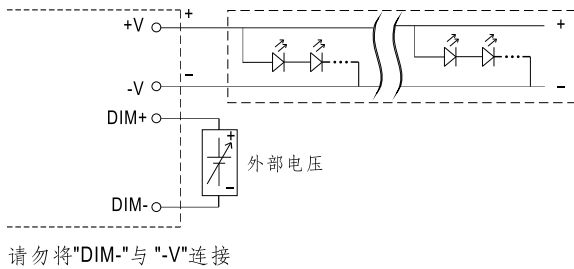 +V
+
+
-V
−
−
DIM+
+
外部电压
−
DIM-
请勿将"DIM-"与 "-V"连接